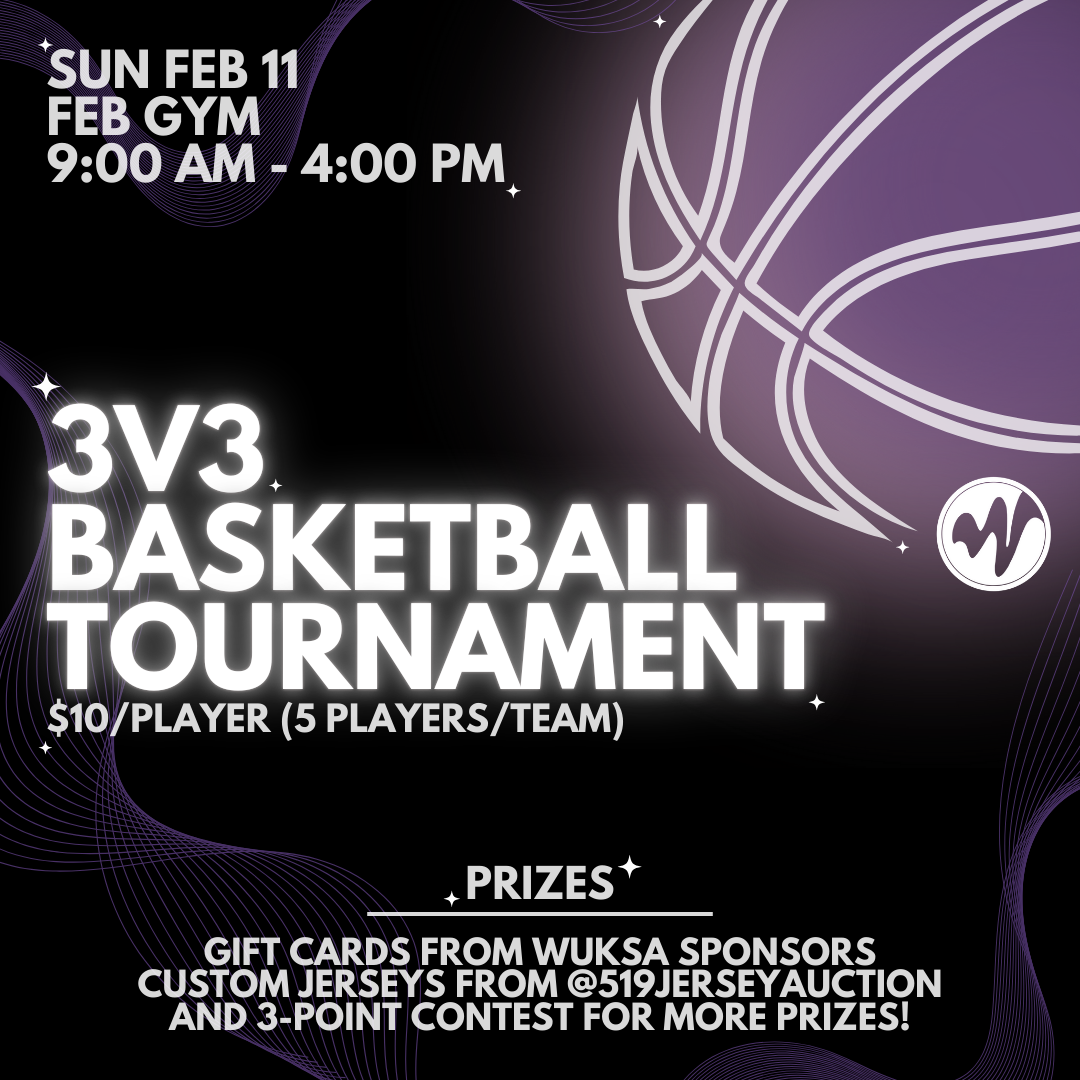 SUN FEB 11
FEB GYM
9:00 AM - 4:00 PM
3V3
BASKETBALL
TOURNAMENT
$10/PLAYER (5 PLAYERS/TEAM)
PRIZES
GIFT CARDS FROM WUKSA SPONSORS
CUSTOM JERSEYS FROM @519JERSEYAUCTION
AND 3-POINT CONTEST FOR MORE PRIZES!